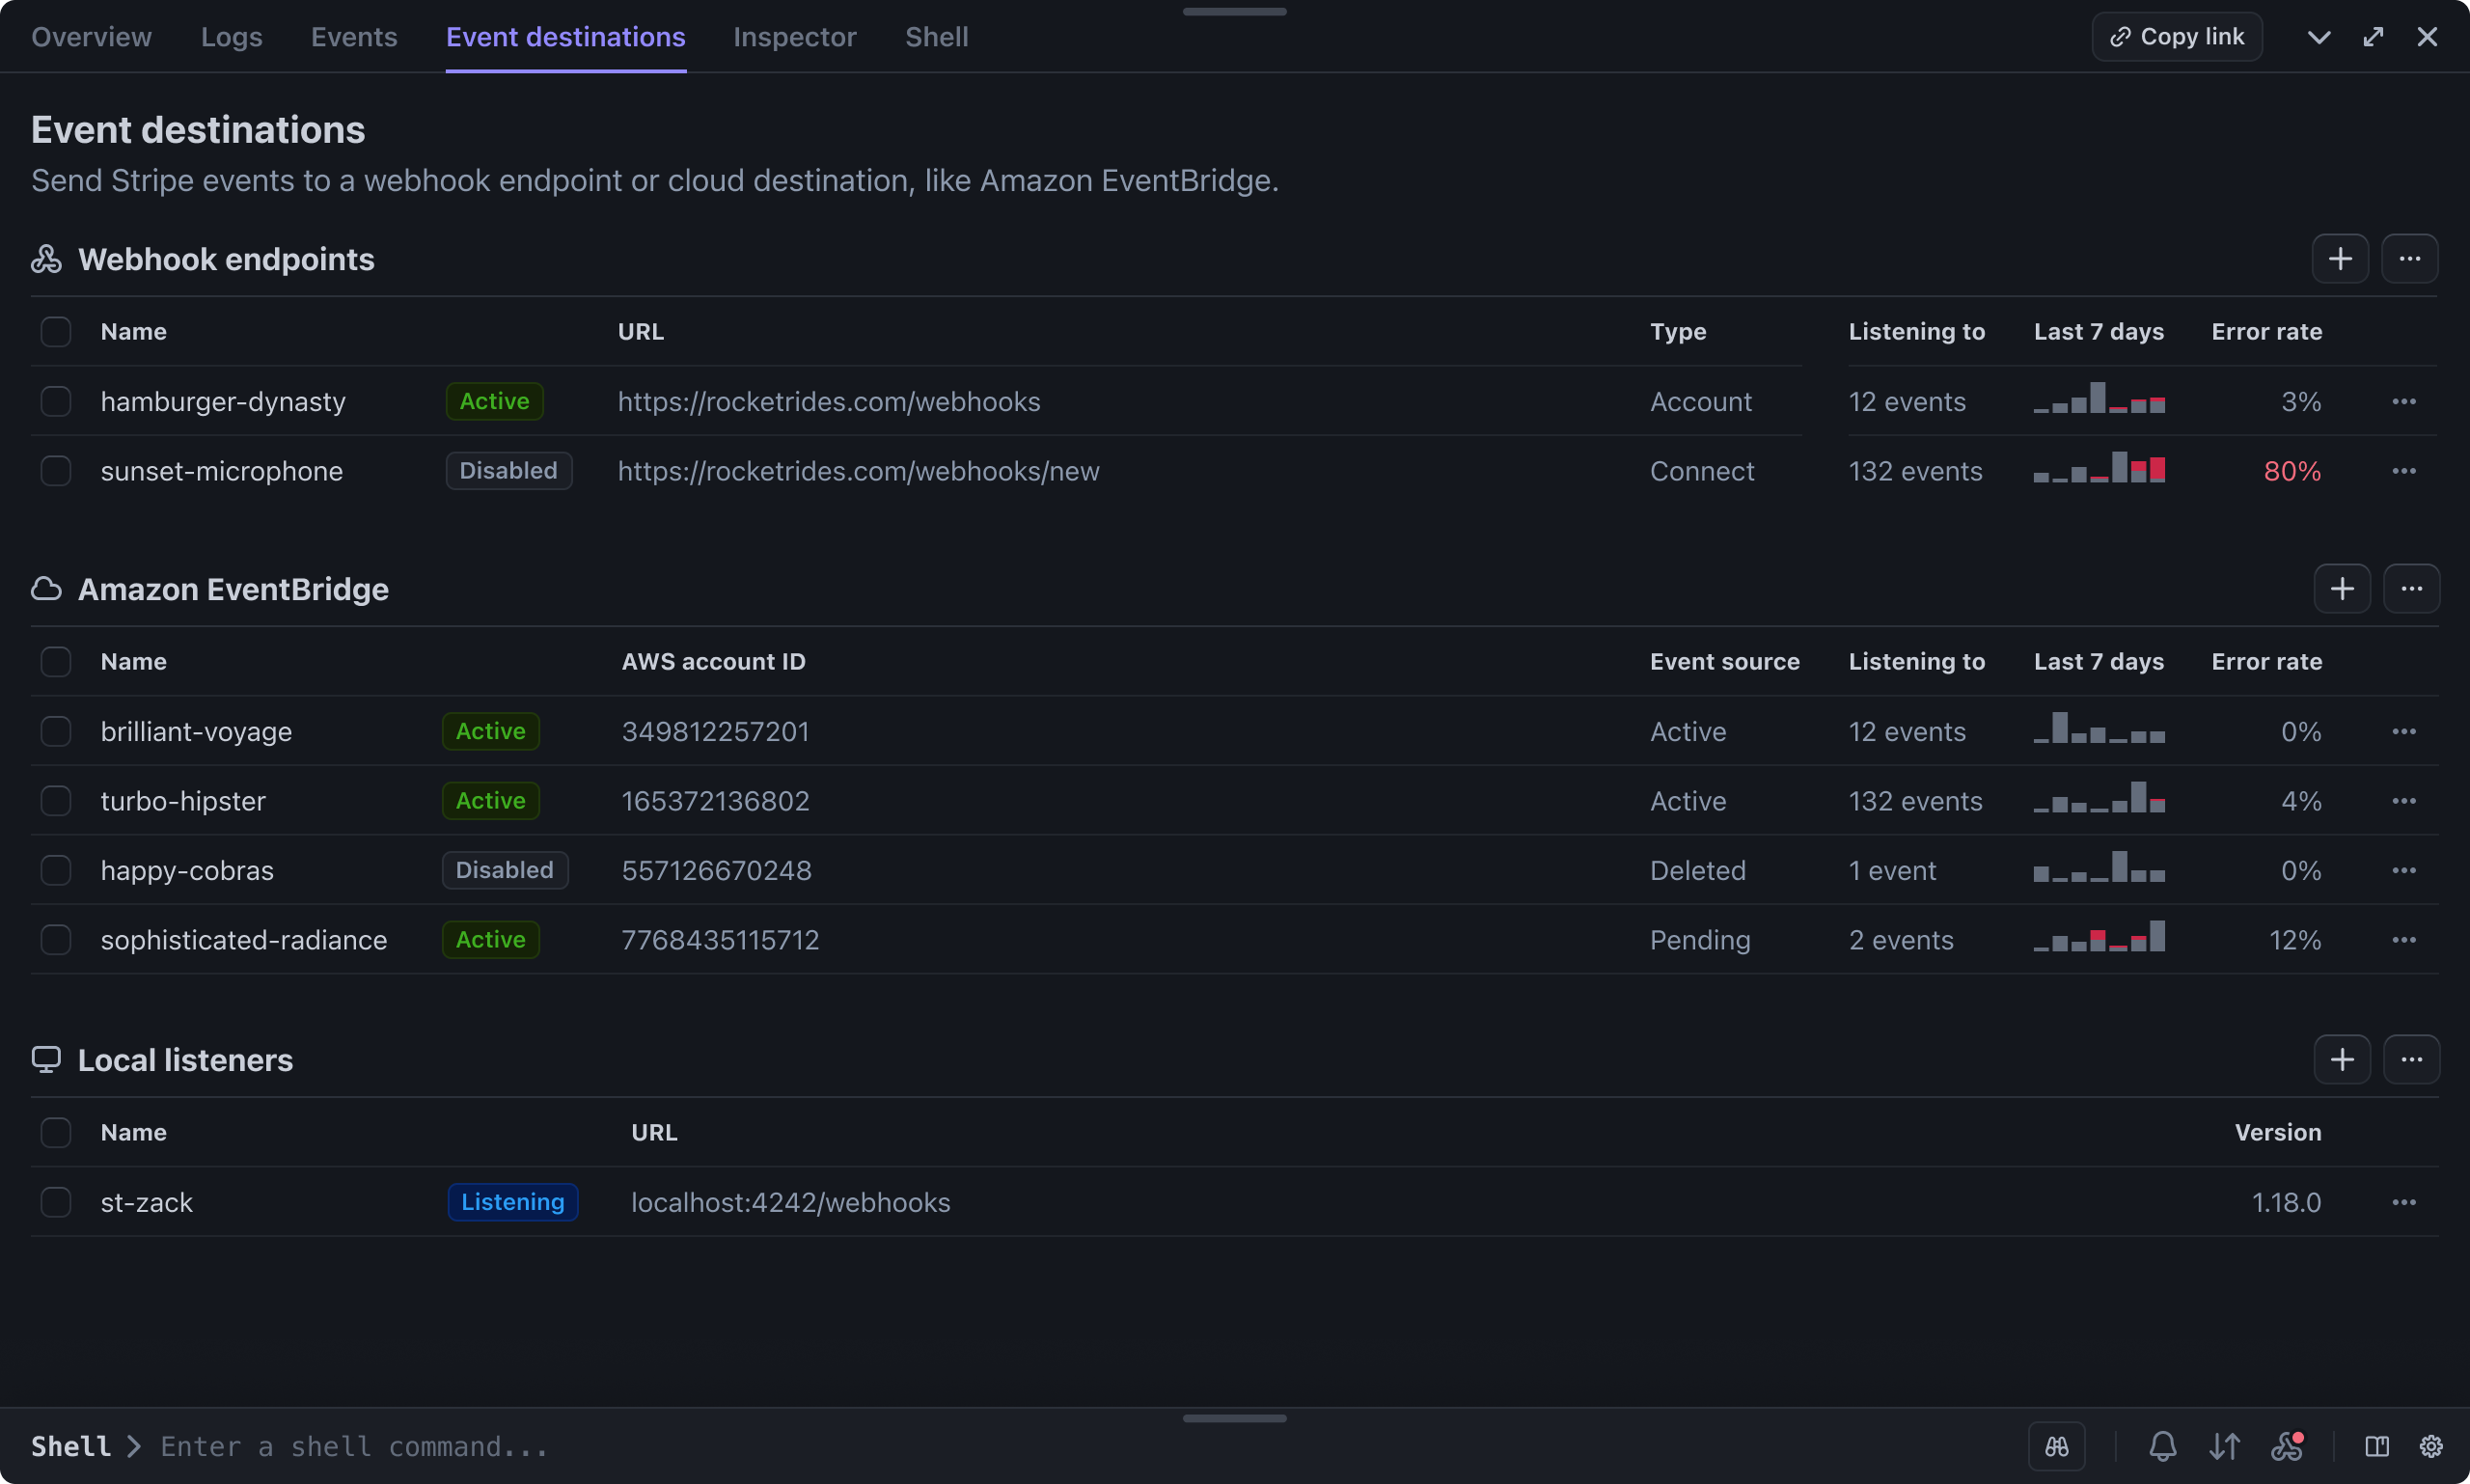 Overview Logs Events Event destinations Inspector Shell Copy link
Event destinations
Send Stripe events to a webhook endpoint or cloud destination, like Amazon EventBridge.
Webhook endpoints
Name URL Type Listening to Last 7 days Error rate
hamburger-dynasty Active https://rocketrides.com/webhooks Account 12 events 3%
sunset-microphone Disabled https://rocketrides.com/webhooks/new Connect 132 events 80%
Amazon EventBridge
Name AWS account ID Event source Listening to Last 7 days Error rate
brilliant-voyage Active 349812257201 Active 12 events 0%
turbo-hipster Active 165372136802 Active 132 events 4%
happy-cobras Disabled 557126670248 Deleted 1 event 0%
sophisticated-radiance Active 7768435115712 Pending 2 events 12%
Local listeners
Name URL Version
st-zack Listening localhost:4242/webhooks 1.18.0
Shell Enter a shell command...